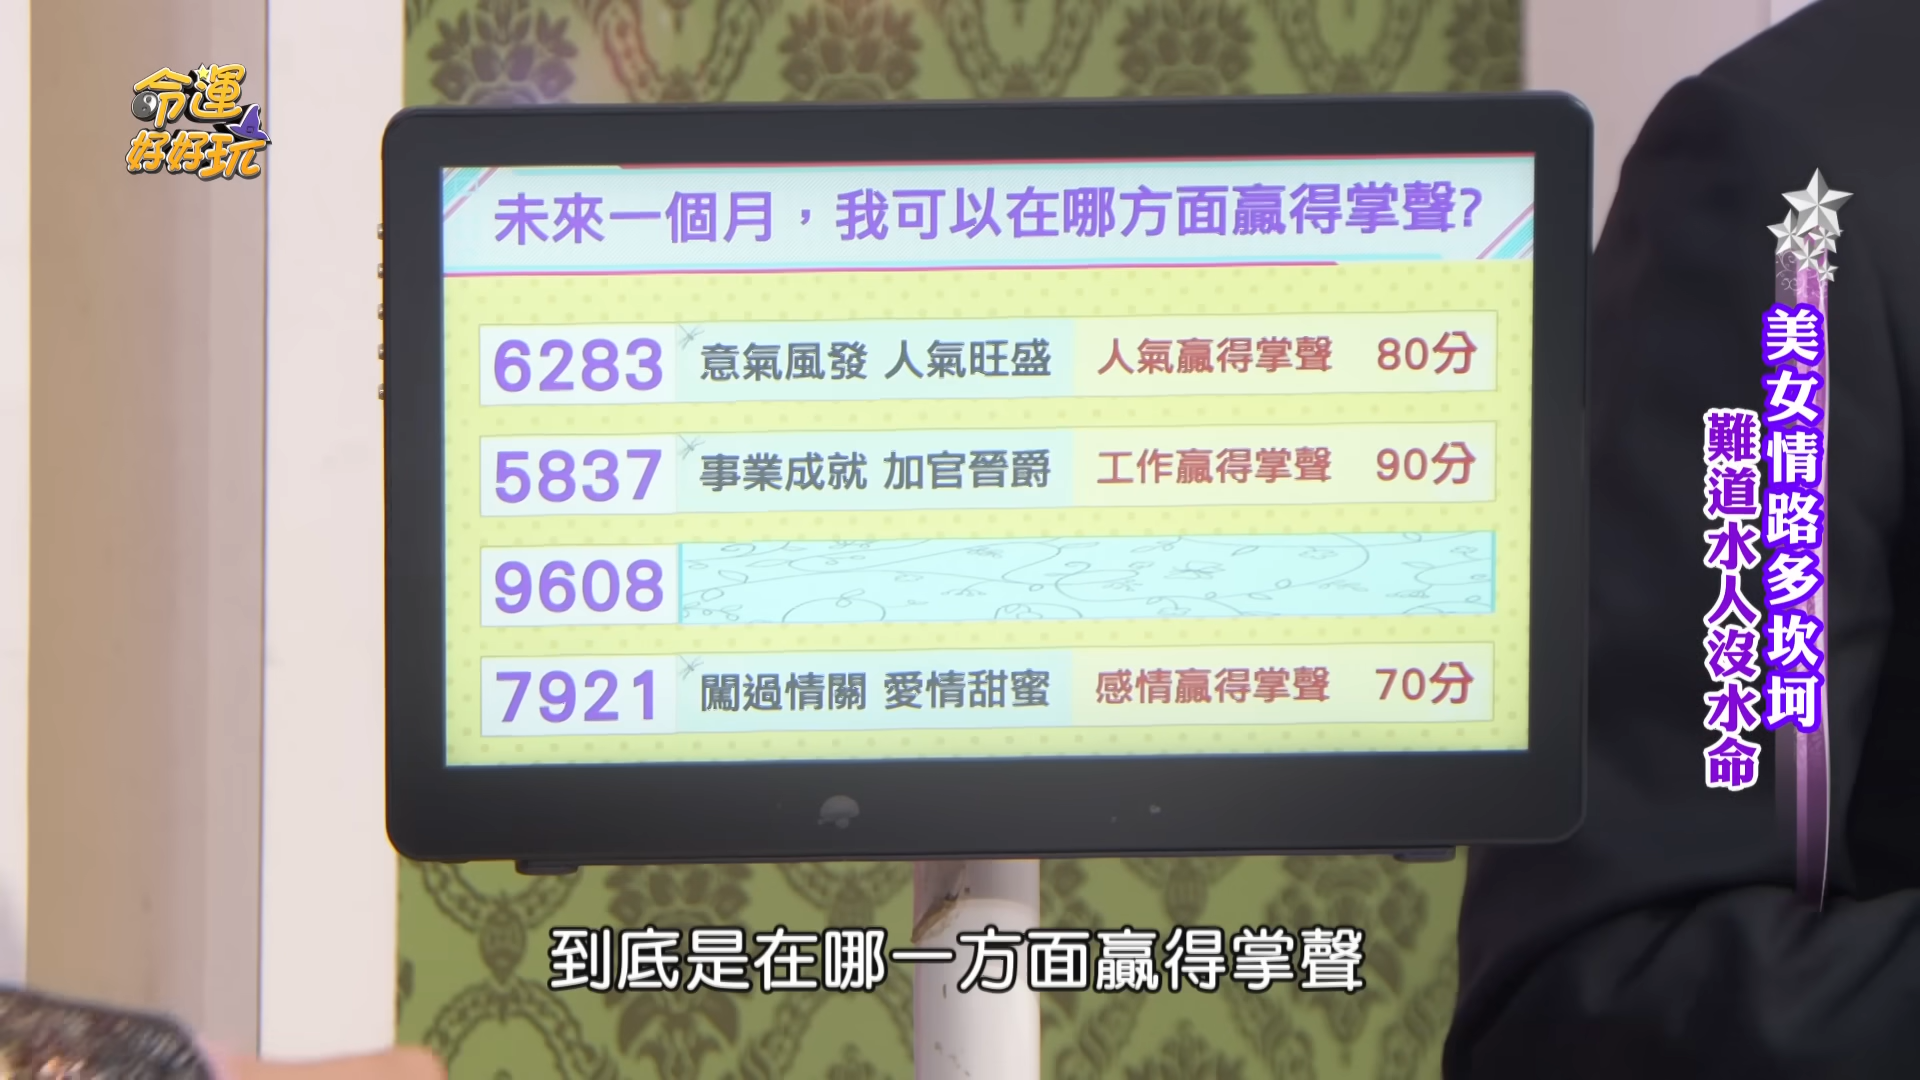 命運
好好玩
未來一個月，我可以在哪方面贏得掌聲?
6283 意氣風發 人氣旺盛 人氣贏得掌聲 80分
5837 事業成就 加官晉爵 工作贏得掌聲 90分
9608
7921 闖過情關 愛情甜蜜 感情贏得掌聲 70分
美女情路多坎坷
難道水人沒水命
到底是在哪一方面贏得掌聲